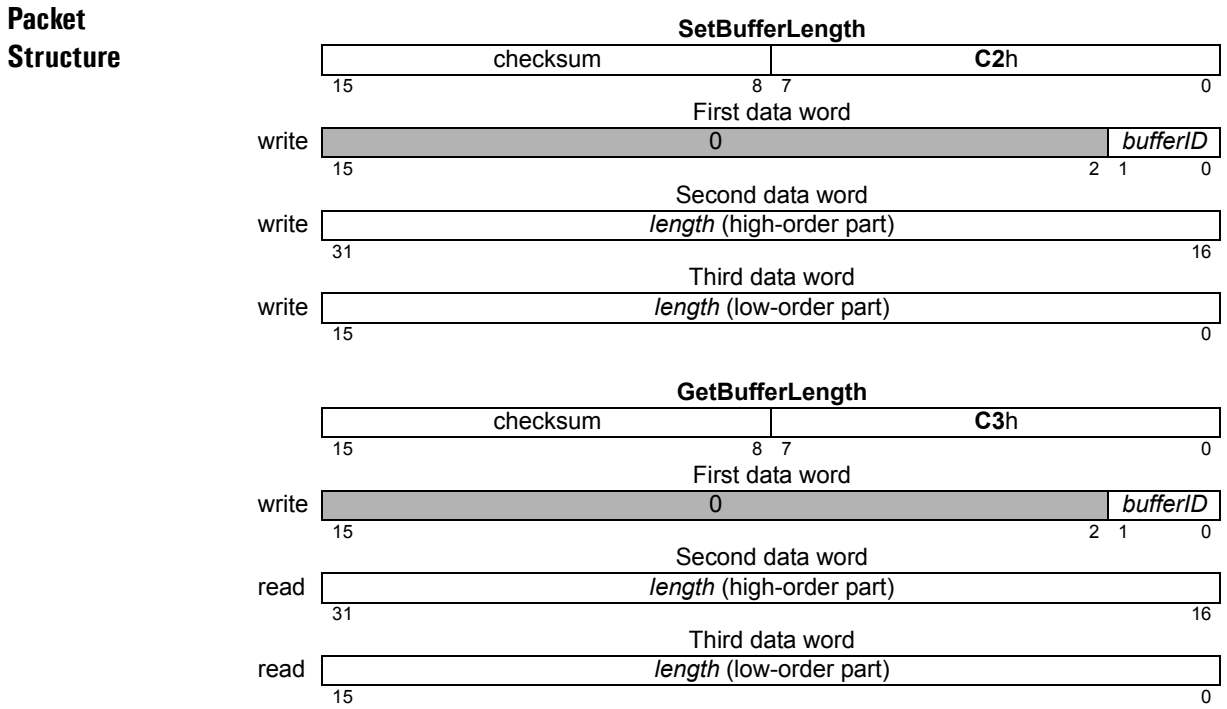 Packet
Structure
SetBufferLength
checksum C2h
15 8 7 0
First data word
write 0 bufferID
15 2 1 0
Second data word
write length (high-order part)
31 16
Third data word
write length (low-order part)
15 0
GetBufferLength
checksum C3h
15 8 7 0
First data word
write 0 bufferID
15 2 1 0
Second data word
read length (high-order part)
31 16
Third data word
read length (low-order part)
15 0